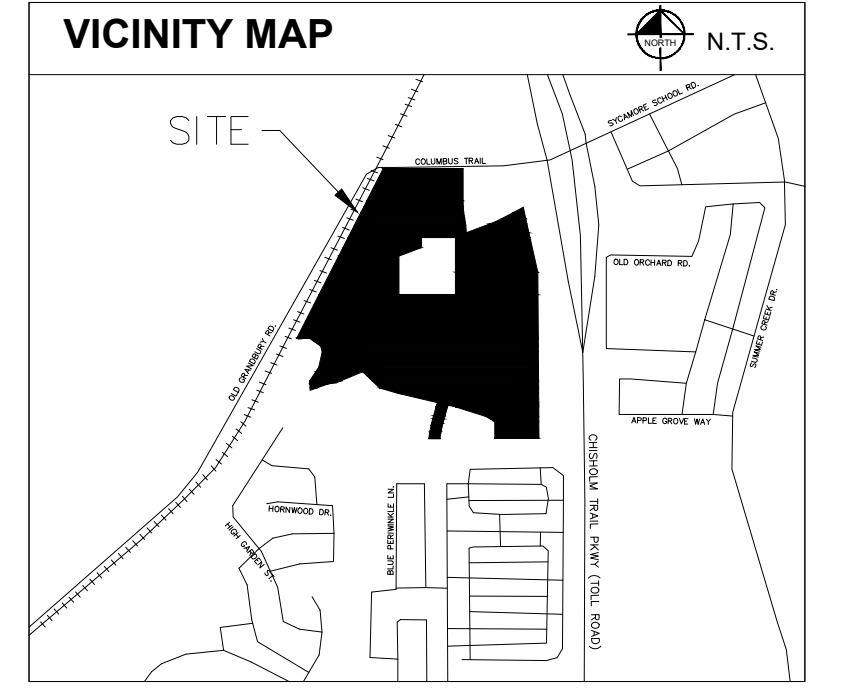 VICINITY MAP
NORTH
N.T.S.
SITE
SYCAMORE SCHOOL RD.
COLUMBUS TRAIL
OLD ORCHARD RD.
OLD GRANDBURY RD.
SUMMER CREEK DR.
APPLE GROVE WAY
CHISHOLM TRAIL PKWY (TOLL ROAD)
BLUE PERIWINKLE LN.
HORNWOOD DR.
HIGH GARDEN ST.